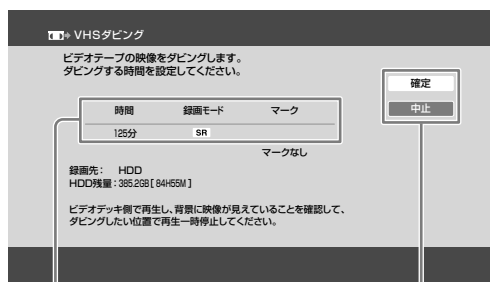 VHSダビング
ビデオテープの映像をダビングします。
ダビングする時間を設定してください。
確定
中止
時間 録画モード マーク
125分 SR
マークなし
録画先： HDD
HDD残量：385.2GB[ 84H55M ]
ビデオデッキ側で再生し、背景に映像が見えていることを確認して、
ダビングしたい位置で再生一時停止してください。